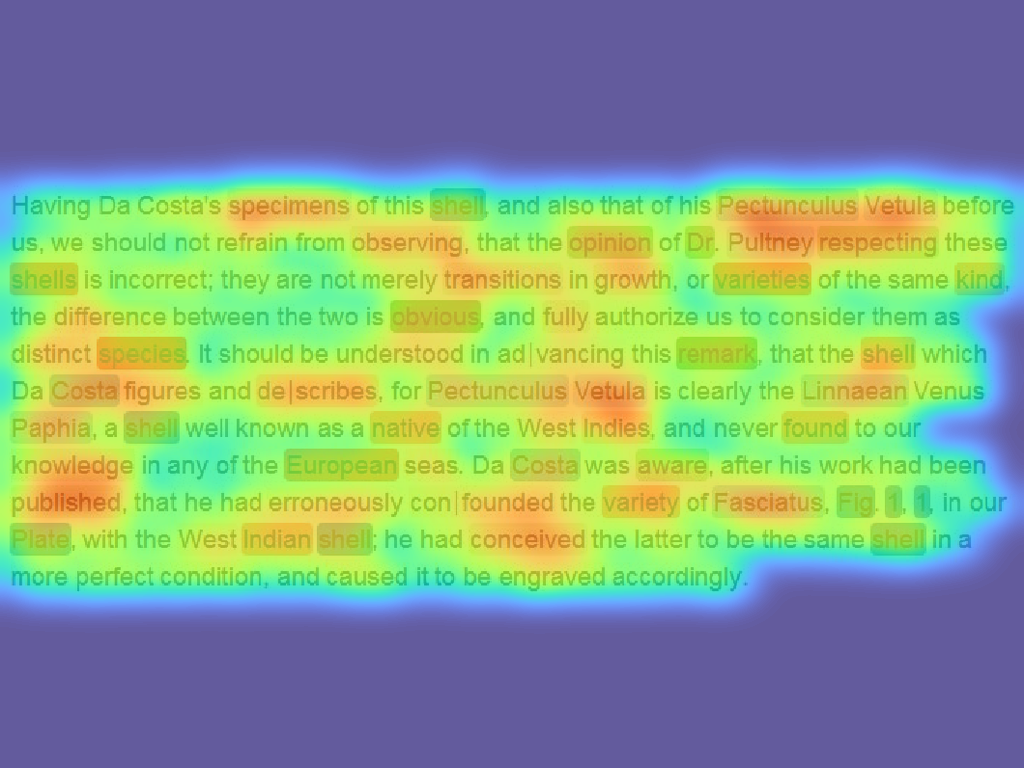 Having Da Costa's specimens of this shell, and also that of his Pectunculus Vetula before
us, we should not refrain from observing, that the opinion of Dr. Pultney respecting these
shells is incorrect; they are not merely transitions in growth, or varieties of the same kind,
the difference between the two is obvious, and fully authorize us to consider them as
distinct species. It should be understood in ad|vancing this remark, that the shell which
Da Costa figures and de|scribes, for Pectunculus Vetula is clearly the Linnaean Venus
Paphia, a shell well known as a native of the West Indies, and never found to our
knowledge in any of the European seas. Da Costa was aware, after his work had been
published, that he had erroneously con|founded the variety of Fasciatus, Fig. 1, 1, in our
Plate, with the West Indian shell; he had conceived the latter to be the same shell in a
more perfect condition, and caused it to be engraved accordingly.